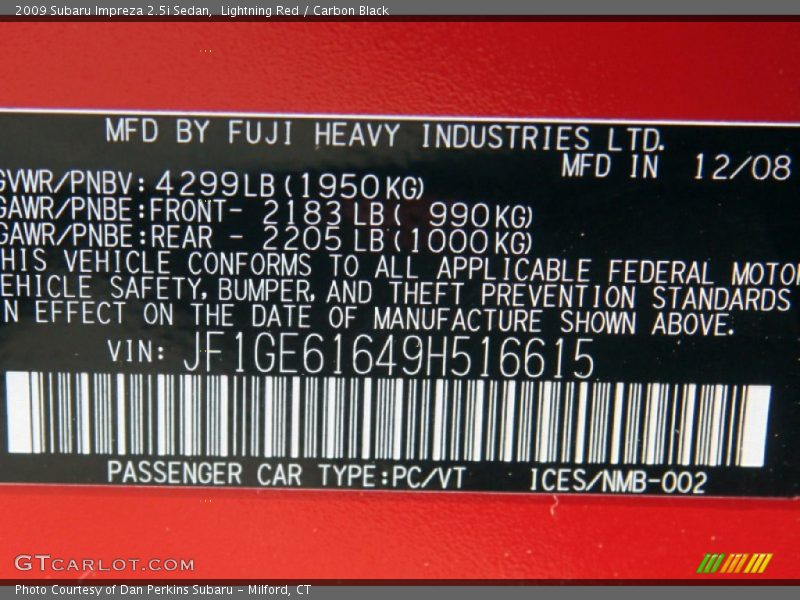 2009 Subaru Impreza 2.5i Sedan,  Lightning Red / Carbon Black
MFD BY FUJI HEAVY INDUSTRIES LTD.
MFD IN 12/08
GVWR/PNBV: 4299LB(1950KG)
GAWR/PNBE:FRONT- 2183 LB( 990KG)
GAWR/PNBE:REAR - 2205 LB(1000KG)
HIS VEHICLE CONFORMS TO ALL APPLICABLE FEDERAL MOTOR
EHICLE SAFETY, BUMPER, AND THEFT PREVENTION STANDARDS
N EFFECT ON THE DATE OF MANUFACTURE SHOWN ABOVE.
VIN: JF1GE61649H516615
PASSENGER CAR TYPE:PC/VT ICES/NMB-002
GTCARLOT.COM
Photo Courtesy of Dan Perkins Subaru - Milford, CT